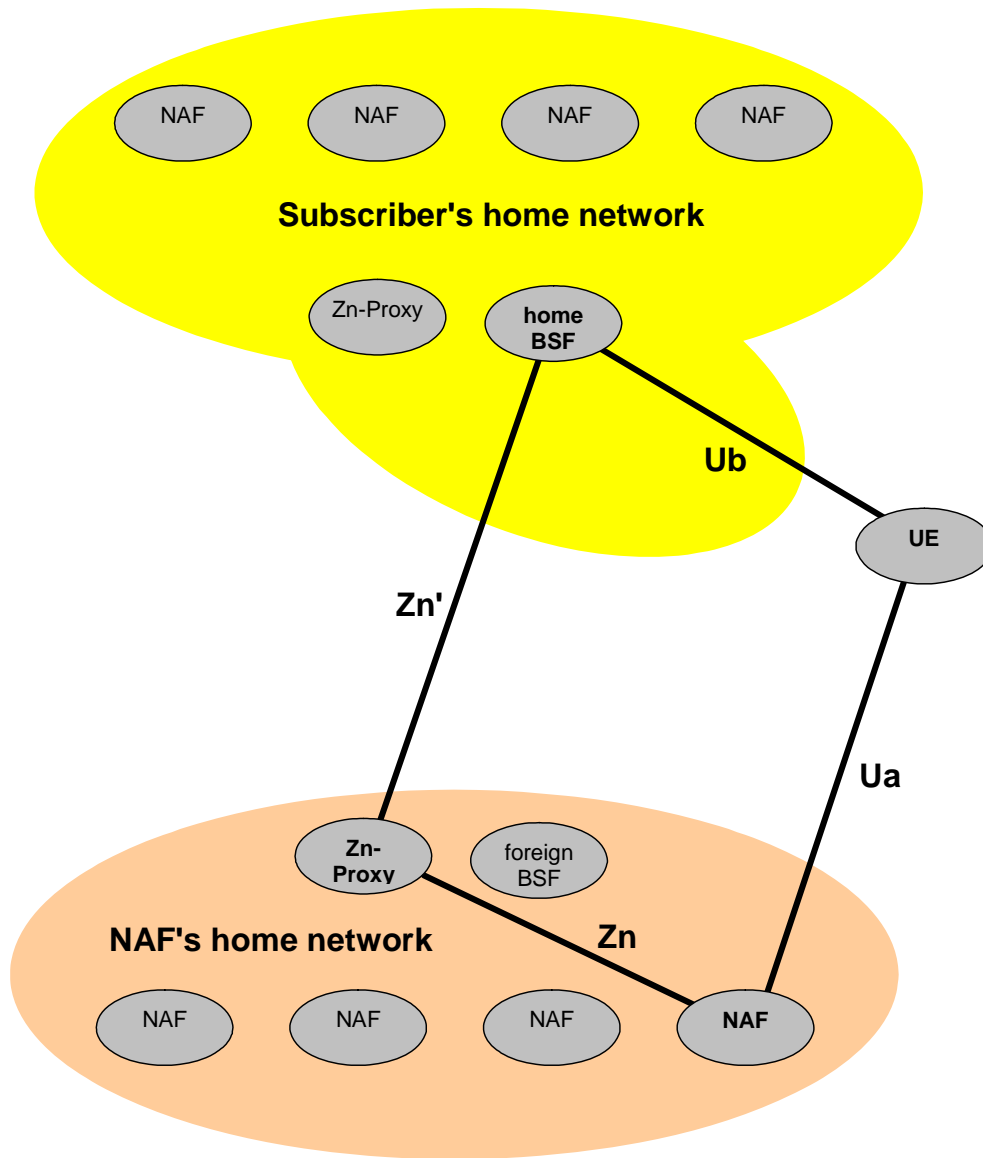 NAF
NAF
NAF
NAF
Subscriber's home network
Zn-Proxy
home
BSF
Ub
UE
Zn'
Ua
Zn-
Proxy
foreign
BSF
NAF's home network
Zn
NAF
NAF
NAF
NAF